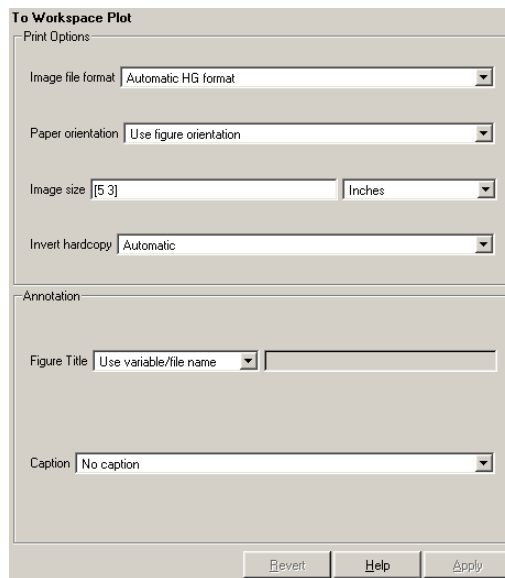 To Workspace Plot
Print Options
Image file format Automatic HG format
Paper orientation Use figure orientation
Image size [5 3] Inches
Invert hardcopy Automatic
Annotation
Figure Title Use variable/file name
Caption No caption
Revert Help Apply